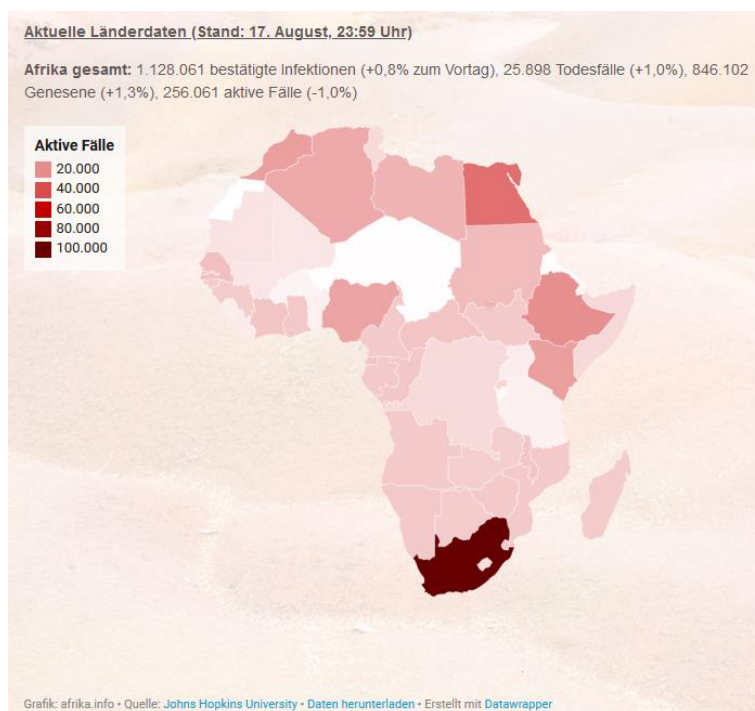 Aktuelle Länderdaten (Stand: 17. August, 23:59 Uhr)
Afrika gesamt: 1.128.061 bestätigte Infektionen (+0,8% zum Vortag), 25.898 Todesfälle (+1,0%), 846.102
Genesene (+1,3%), 256.061 aktive Fälle (-1,0%)
Aktive Fälle
20.000
40.000
60.000
80.000
100.000
Grafik: afrika.info • Quelle: Johns Hopkins University • Daten herunterladen • Erstellt mit Datawrapper